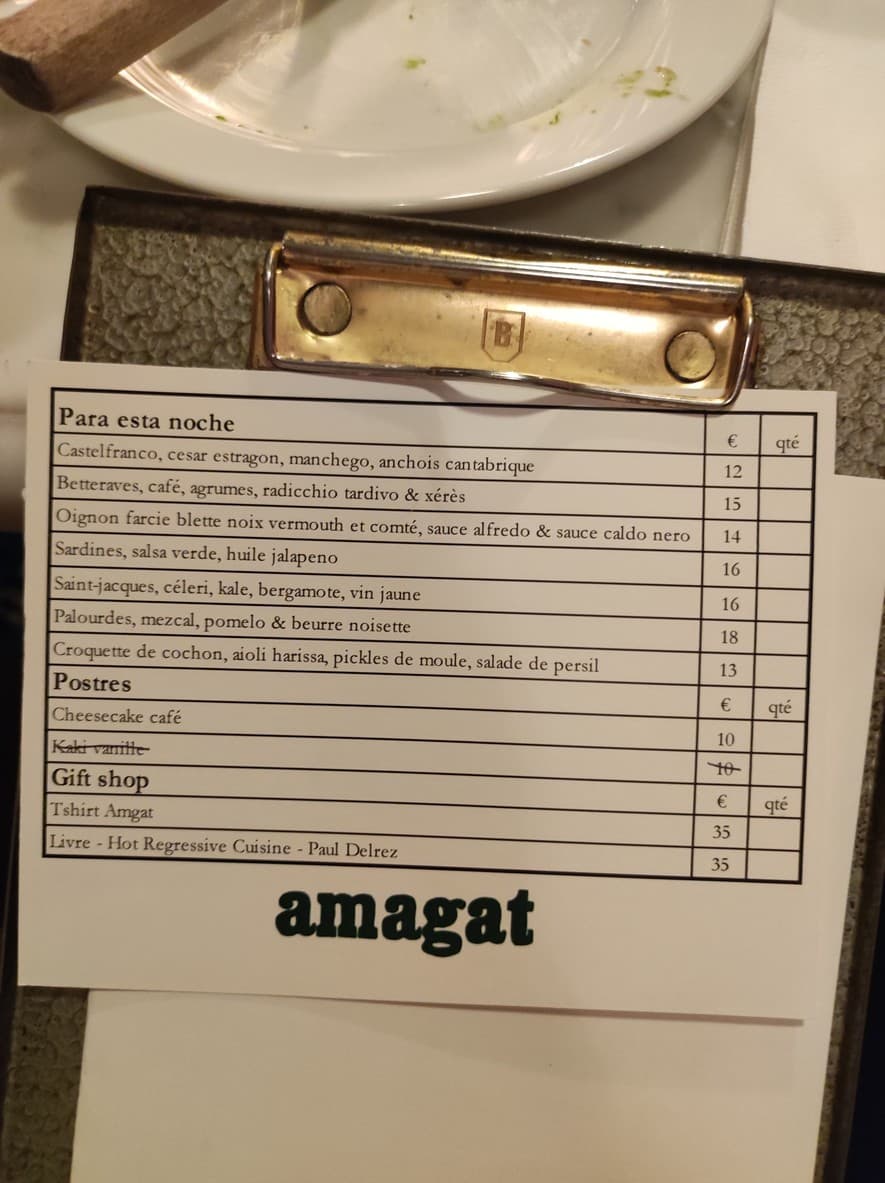 B
Para esta noche € qté
Castelfranco, cesar estragon, manchego, anchois cantabrique 12
Betteraves, café, agrumes, radicchio tardivo & xérès 15
Oignon farcie blette noix vermouth et comté, sauce alfredo & sauce caldo nero 14
Sardines, salsa verde, huile jalapeno 16
Saint-jacques, céleri, kale, bergamote, vin jaune 16
Palourdes, mezcal, pomelo & beurre noisette 18
Croquette de cochon, aioli harissa, pickles de moule, salade de persil 13
Postres € qté
Cheesecake café 10
Kaki vanille 10
Gift shop € qté
Tshirt Amgat 35
Livre - Hot Regressive Cuisine - Paul Delrez 35
amagat